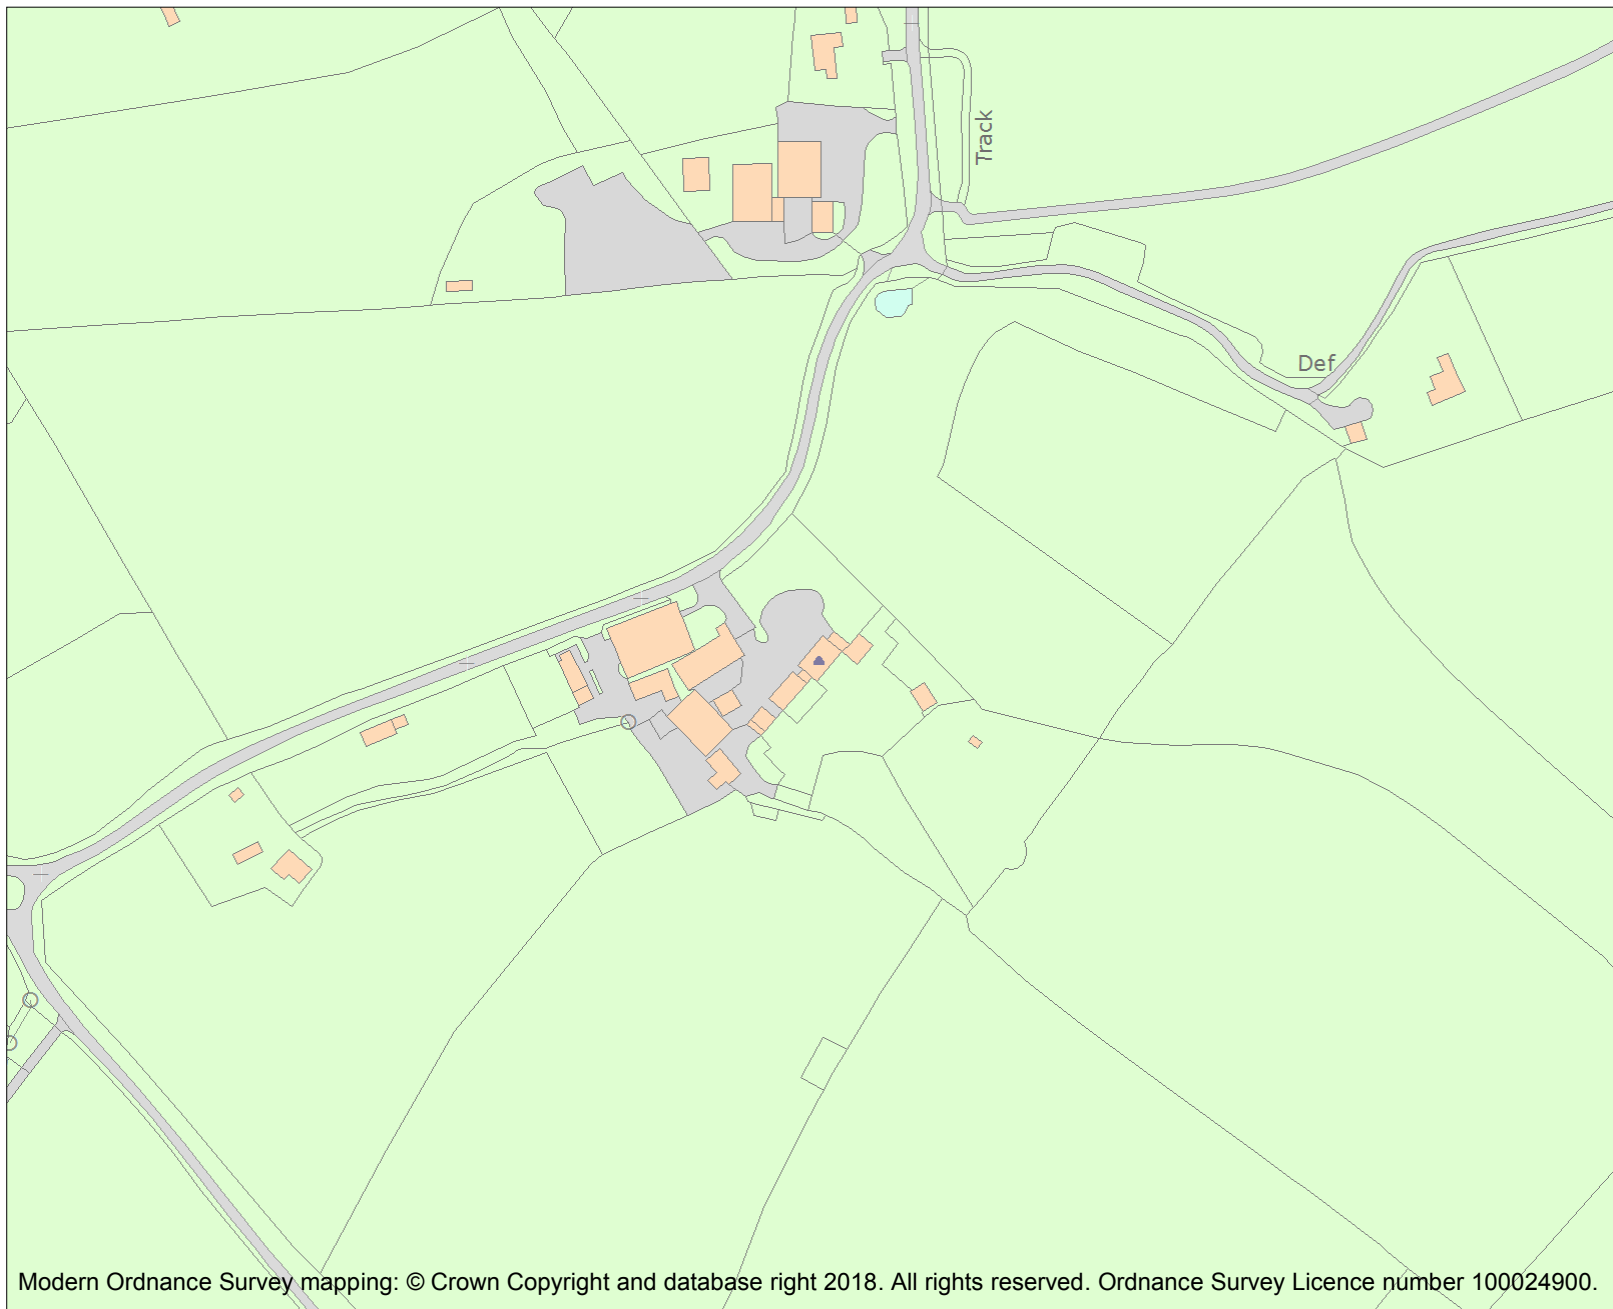 Track
Def
Modern Ordnance Survey mapping: © Crown Copyright and database right 2018. All rights reserved. Ordnance Survey Licence number 100024900.